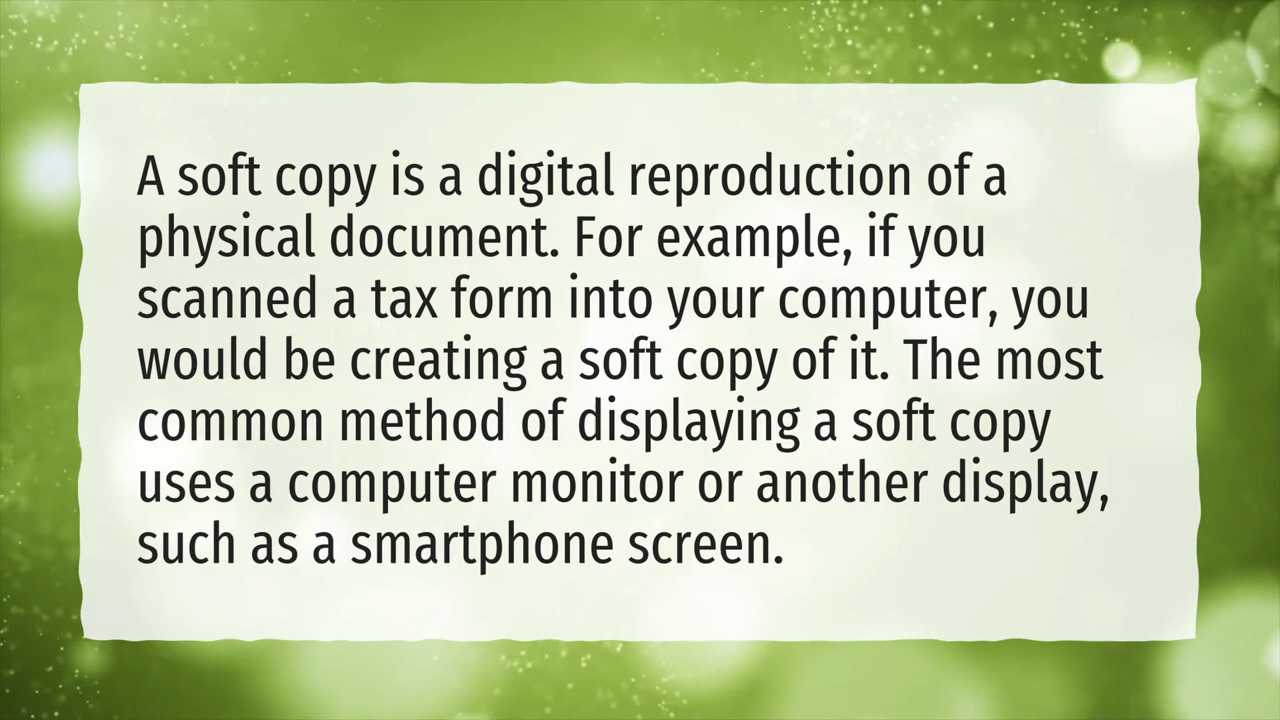 A soft copy is a digital reproduction of a
physical document. For example, if you
scanned a tax form into your computer, you
would be creating a soft copy of it. The most
common method of displaying a soft copy
uses a computer monitor or another display,
such as a smartphone screen.